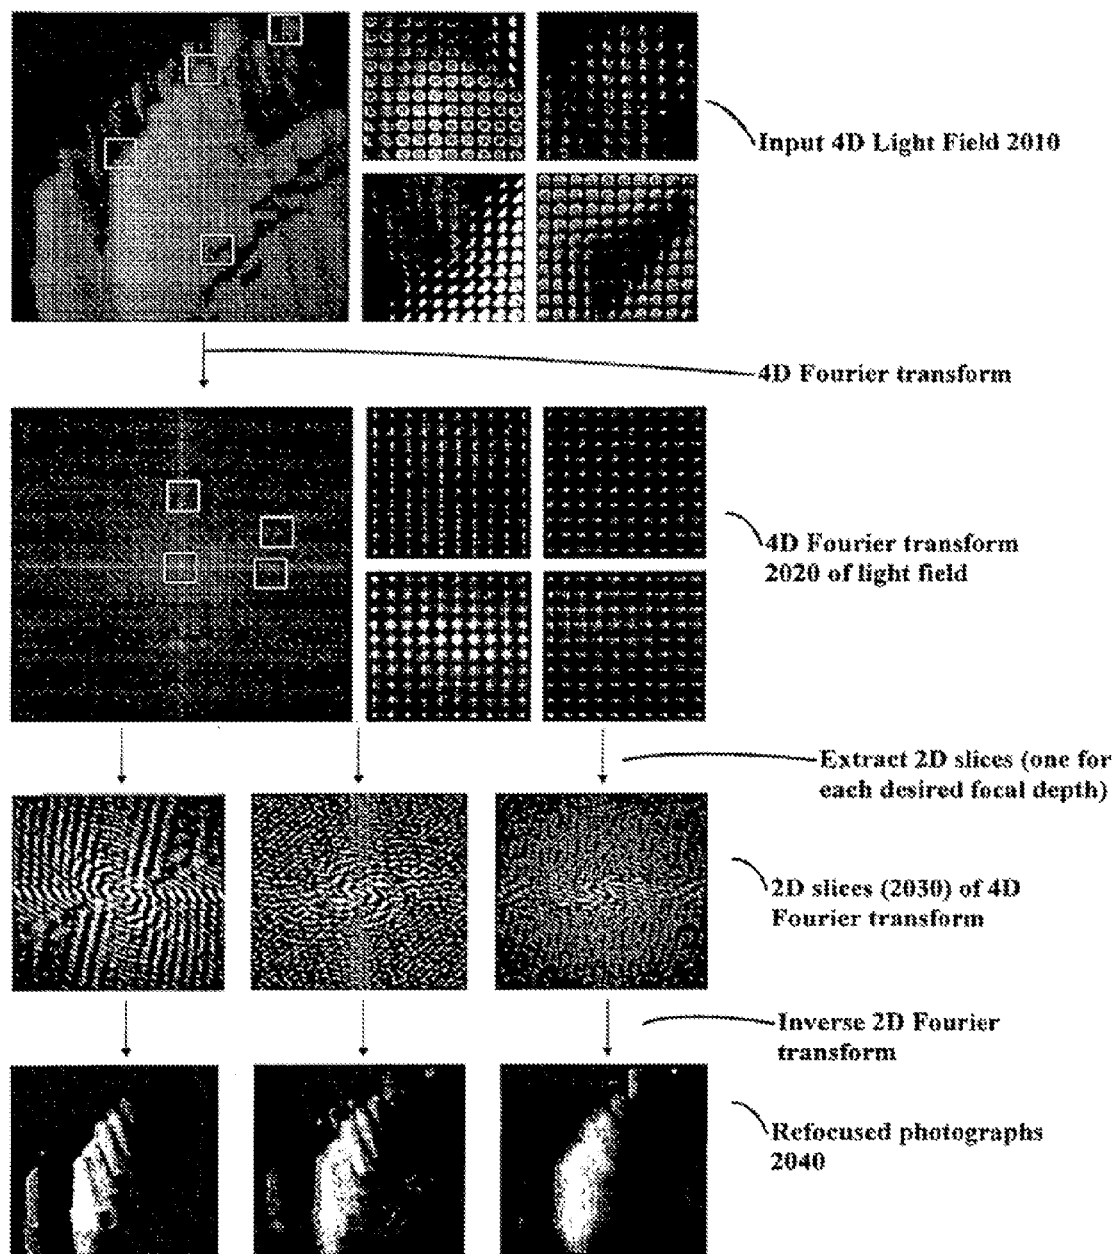 Input 4D Light Field 2010
4D Fourier transform
4D Fourier transform
2020 of light field
Extract 2D slices (one for
each desired focal depth)
2D slices (2030) of 4D
Fourier transform
Inverse 2D Fourier
transform
Refocused photographs
2040